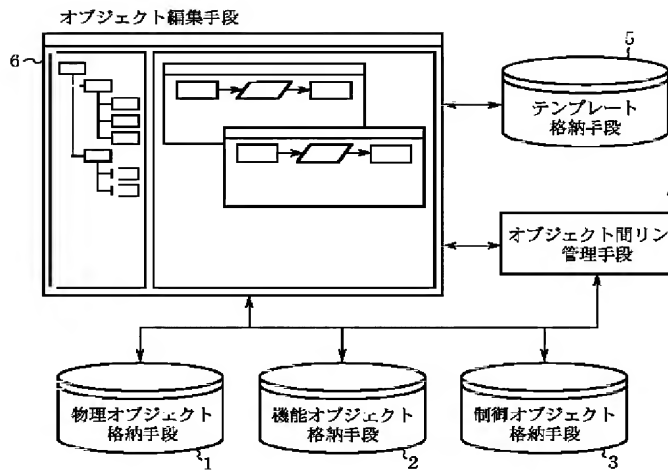 オブジェクト編集手段
6
5
テンプレート
格納手段
オブジェクト間リン
管理手段
物理オブジェクト
格納手段
1
機能オブジェクト
格納手段
2
制御オブジェクト
格納手段
3